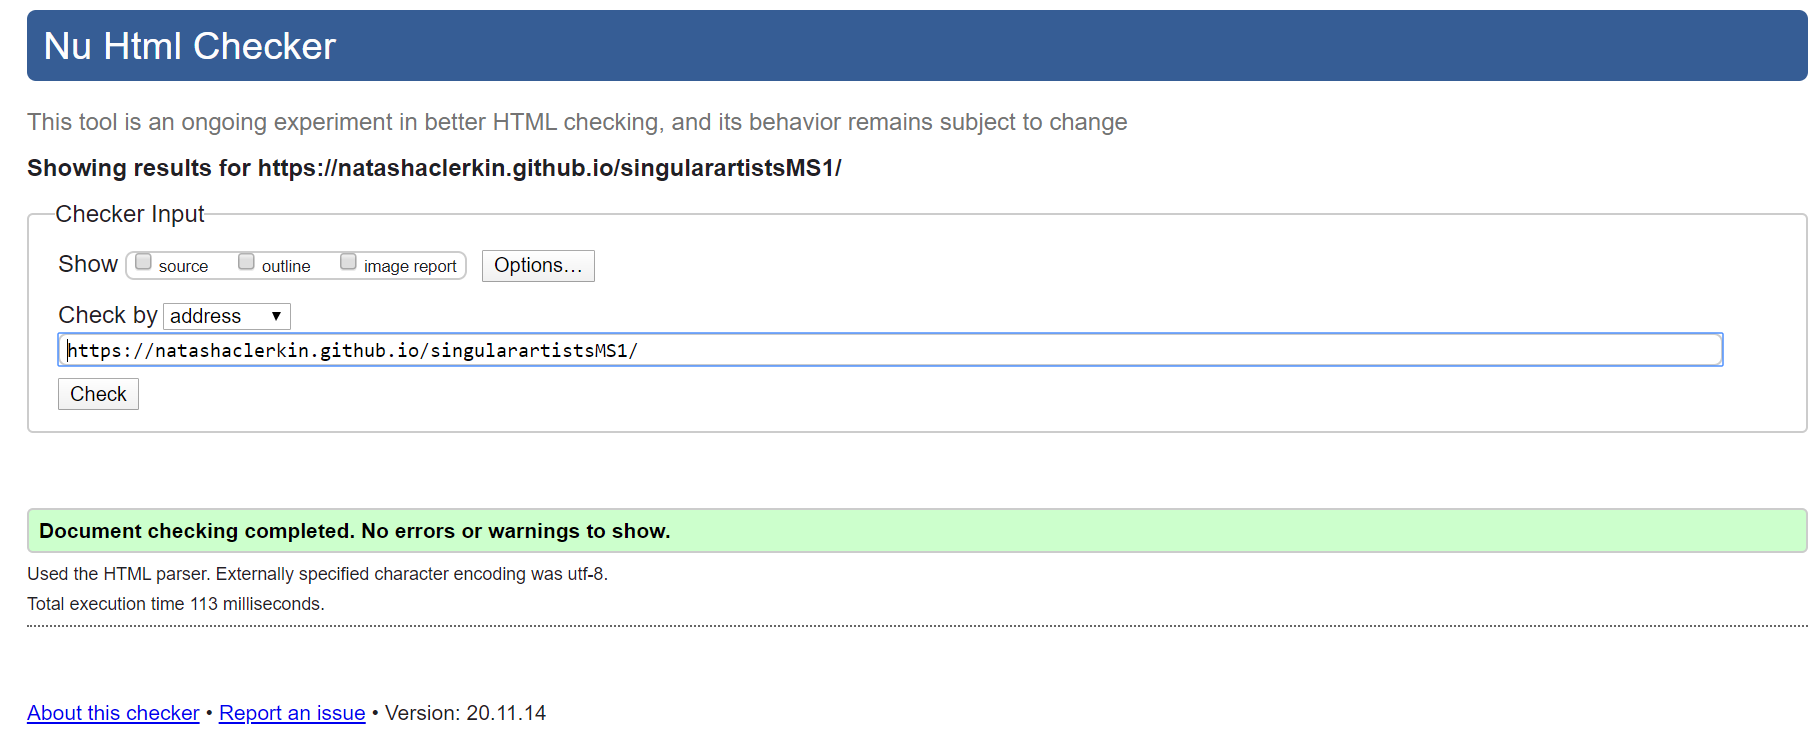 Nu Html Checker
This tool is an ongoing experiment in better HTML checking, and its behavior remains subject to change
Showing results for https://natashaclerkin.github.io/singularartistsMS1/
Checker Input
Show source outline image report Options...
Check by address
https://natashaclerkin.github.io/singularartistsMS1/
Check
Document checking completed. No errors or warnings to show.
Used the HTML parser. Externally specified character encoding was utf-8.
Total execution time 113 milliseconds.
About this checker • Report an issue • Version: 20.11.14